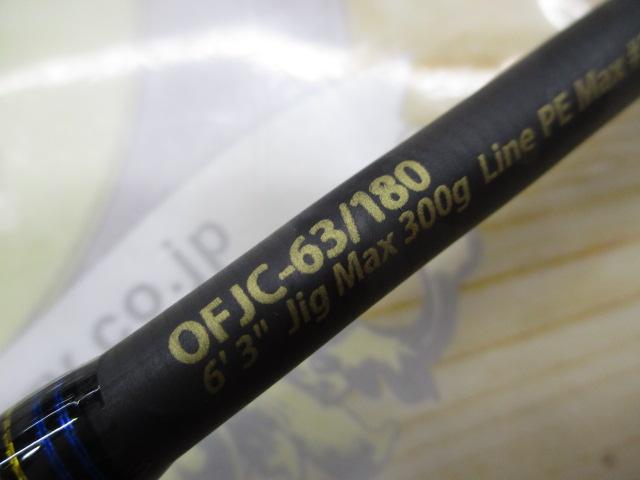 OFJC-63/180
6' 3" Jig Max 300g Line PE Max #
.co.jp